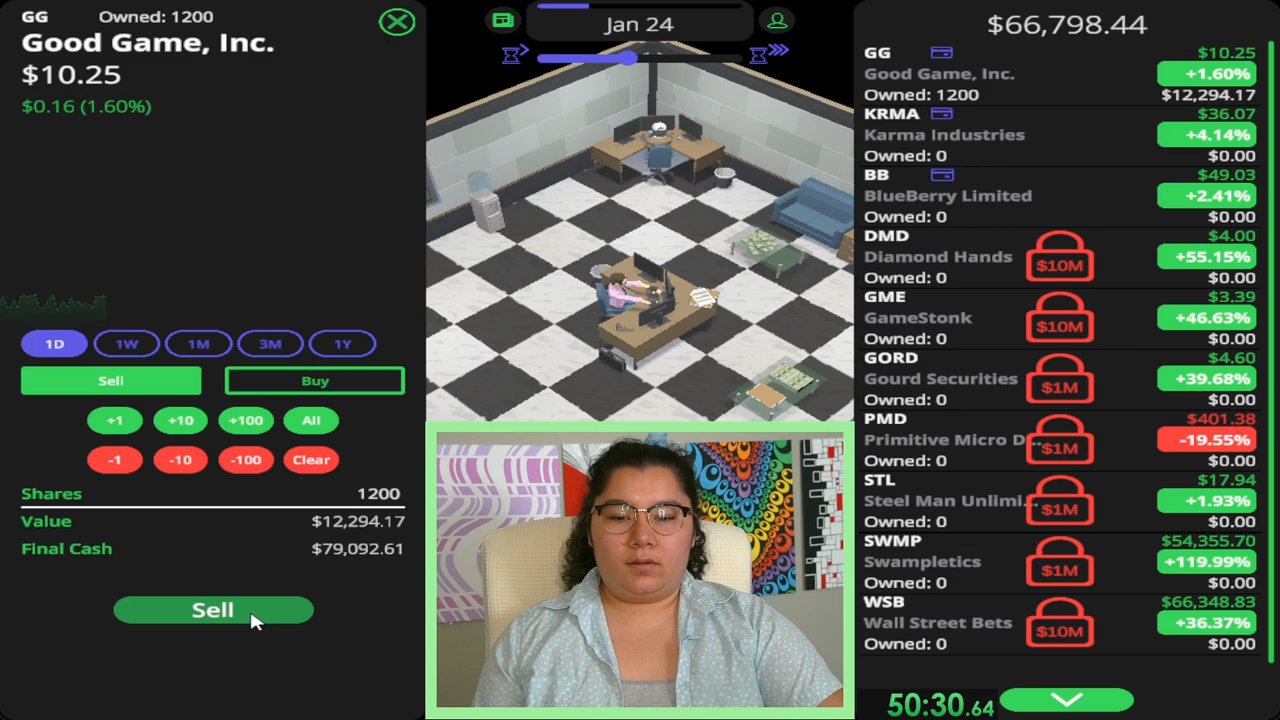 GG Owned: 1200
Good Game, Inc.
$10.25
$0.16 (1.60%)
1D 1W 1M 3M 1Y
Sell Buy
+1 +10 +100 All
-1 -10 -100 Clear
Shares 1200
Value $12,294.17
Final Cash $79,092.61
Sell
Jan 24
$66,798.44
GG $10.25
Good Game, Inc. +1.60%
Owned: 1200 $12,294.17
KRMA $36.07
Karma Industries +4.14%
Owned: 0 $0.00
BB $49.03
BlueBerry Limited +2.41%
Owned: 0 $0.00
DMD $4.00
Diamond Hands $10M +55.15%
Owned: 0 $0.00
GME $3.39
GameStonk $10M +46.63%
Owned: 0 $0.00
GORD $4.60
Gourd Securities $1M +39.68%
Owned: 0 $0.00
PMD $401.38
Primitive Micro D... $1M -19.55%
Owned: 0 $0.00
STL $17.94
Steel Man Unlimi... $1M +1.93%
Owned: 0 $0.00
SWMP $54,355.70
Swampletics $1M +119.99%
Owned: 0 $0.00
WSB $66,348.83
Wall Street Bets $10M +36.37%
Owned: 0 $0.00
50:30.64